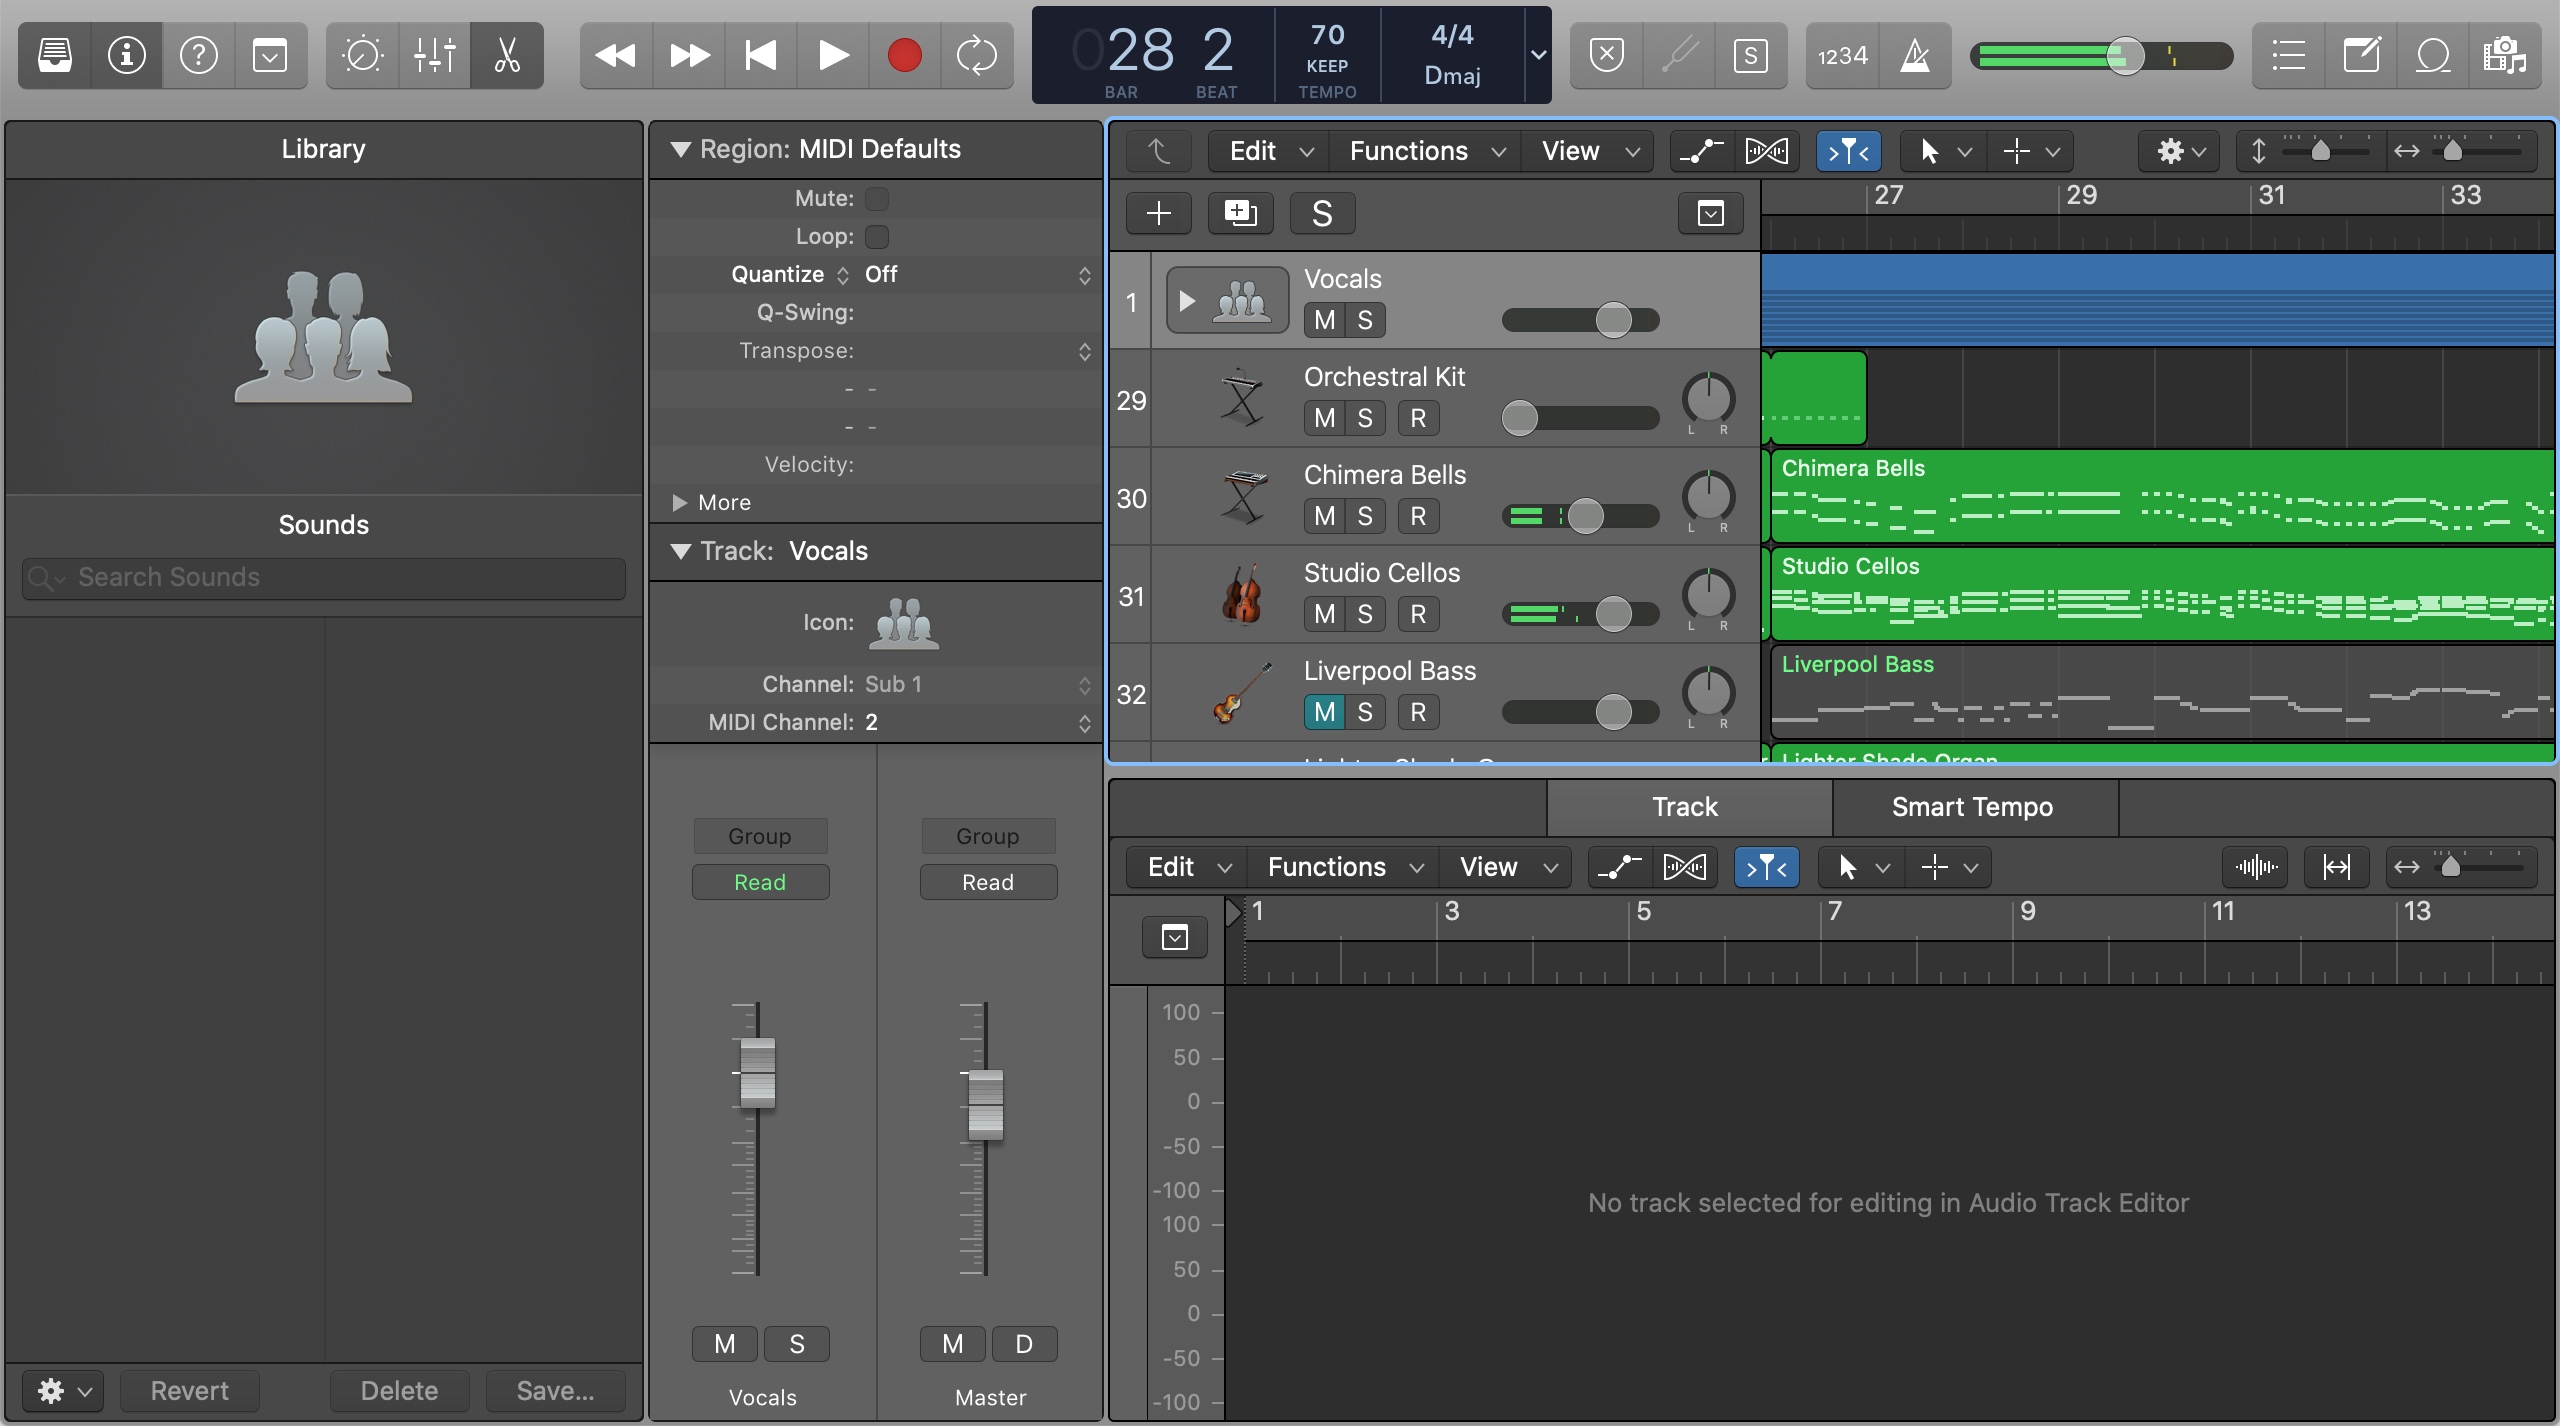 028 2
BAR BEAT
70
KEEP
TEMPO
4/4
Dmaj
S
1234
Library
Sounds
Search Sounds
Revert
Delete
Save...
Region: MIDI Defaults
Mute:
Loop:
Quantize Off
Q-Swing:
Transpose:
- -
- -
Velocity:
More
Track: Vocals
Icon:
Channel: Sub 1
MIDI Channel: 2
Group
Group
Read
Read
M S
M D
Vocals
Master
Edit Functions View
S
27 29 31 33
1
Vocals
M S
29
Orchestral Kit
M S R
L R
30
Chimera Bells
M S R
L R
Chimera Bells
31
Studio Cellos
M S R
L R
Studio Cellos
32
Liverpool Bass
M S R
L R
Liverpool Bass
Lighter Shade Organ
Track
Smart Tempo
Edit Functions View
1 3 5 7 9 11 13
100
50
0
-50
-100
100
50
0
-50
-100
No track selected for editing in Audio Track Editor